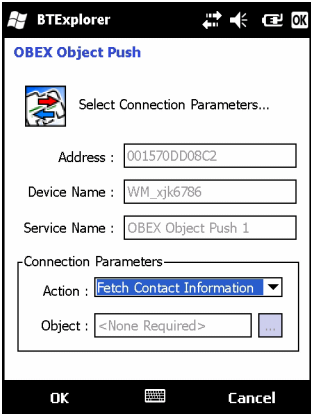 BTExplorer OK
OBEX Object Push
Select Connection Parameters...
Address : 001570DD08C2
Device Name : WM_xjk6786
Service Name : OBEX Object Push 1
Connection Parameters
Action : Fetch Contact Information
Object : <None Required> ...
OK Cancel